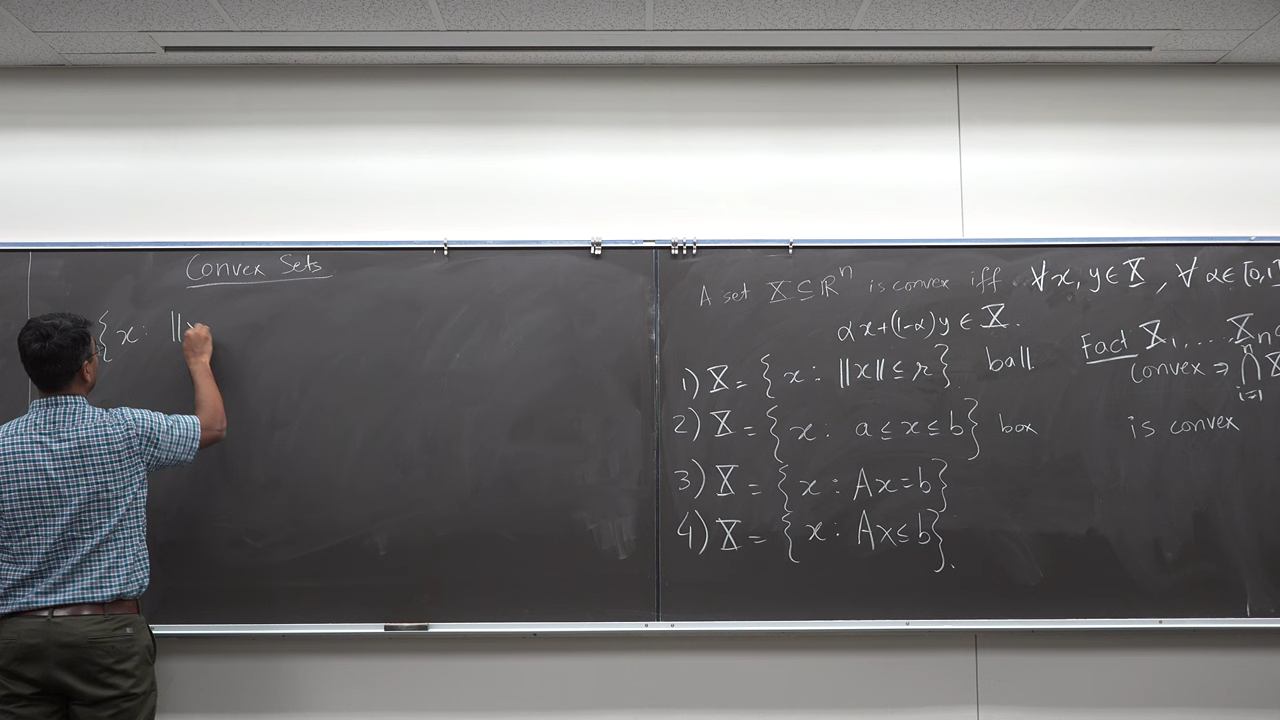 Convex Sets
{x: ||x
A set X ⊆ ℝⁿ is convex iff ∀x, y ∈ X, ∀ α ∈ [0,1]
αx+(1-α)y ∈ X.
1) X = {x: ||x|| ≤ r}. ball
2) X = {x: a ≤ x ≤ b} box
3) X = {x: Ax=b}
4) X = {x: Ax≤b}.
Fact X₁, ..., Xₙ
convex ⇒ ⋂ⁿᵢ₌₁ X
is convex